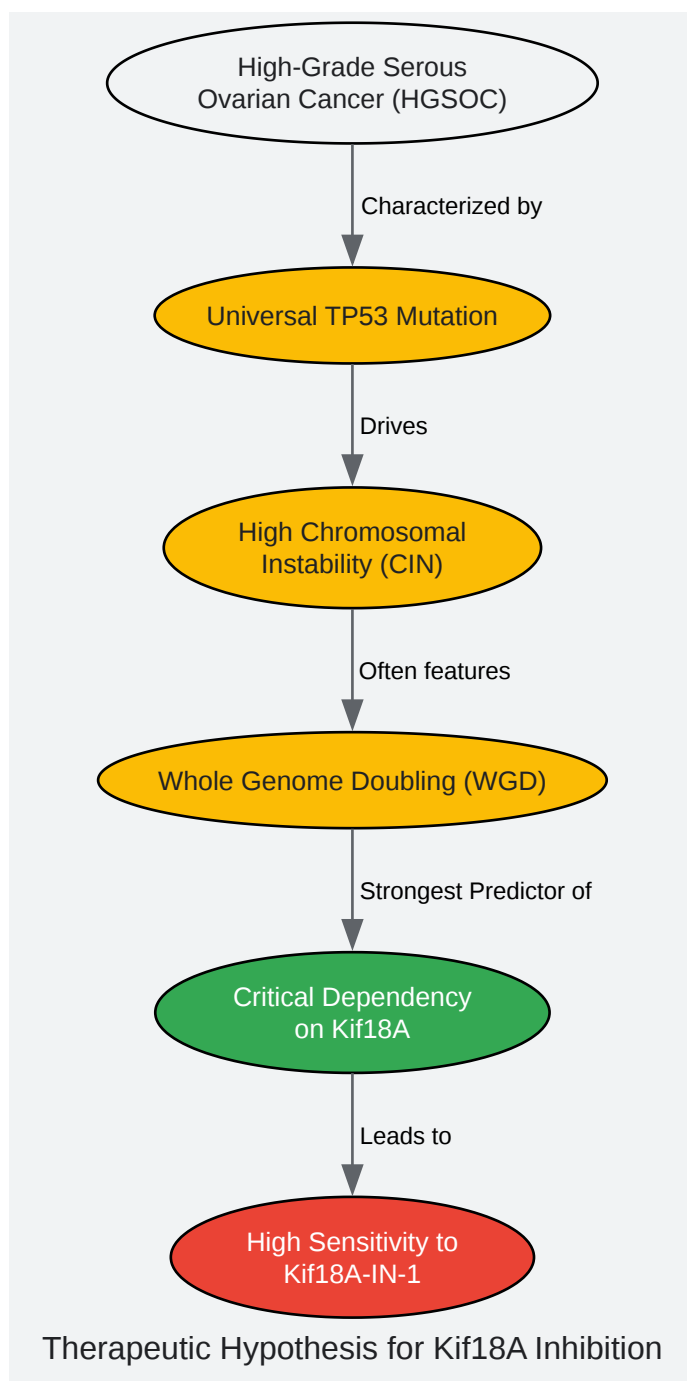 High-Grade Serous
Ovarian Cancer (HGSOC)
Characterized by
Universal TP53 Mutation
Drives
High Chromosomal
Instability (CIN)
Often features
Whole Genome Doubling (WGD)
Strongest Predictor of
Critical Dependency
on Kif18A
Leads to
High Sensitivity to
Kif18A-IN-1
Therapeutic Hypothesis for Kif18A Inhibition